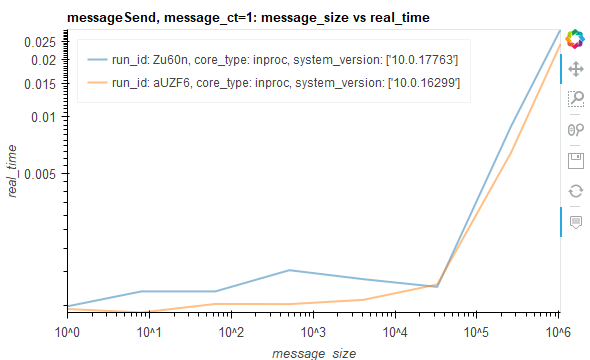 messageSend, message_ct=1: message_size vs real_time
run_id: Zu60n, core_type: inproc, system_version: ['10.0.17763']
run_id: aUZF6, core_type: inproc, system_version: ['10.0.16299']
real_time
0.025
0.02
0.015
0.01
0.005
10^0
10^1
10^2
10^3
10^4
10^5
10^6
message_size